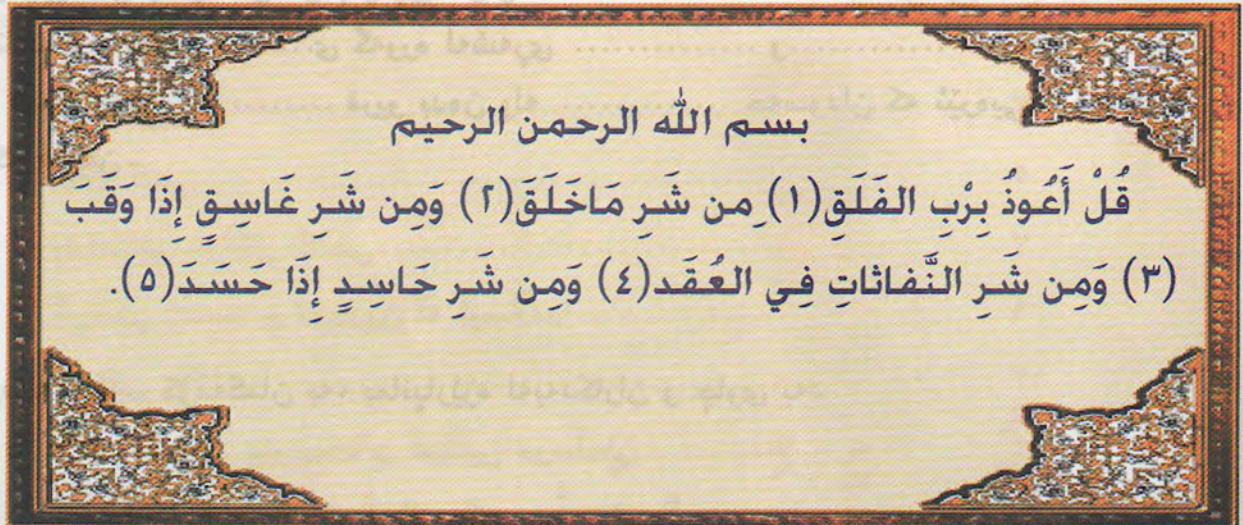 بسم الله الرحمن الرحيم
قُلْ أَعُوذُ بِرْبِ الفَلَقِ(١) مِن شَرِ مَاخَلَقَ(٢) وَمِن شَرِ غَاسِقٍ إِذَا وَقَبَ
(٣) وَمِن شَرِ النَّفاثاتِ فِي العُقَد(٤) وَمِن شَرِ حَاسِدٍ إِذَا حَسَدَ(٥).